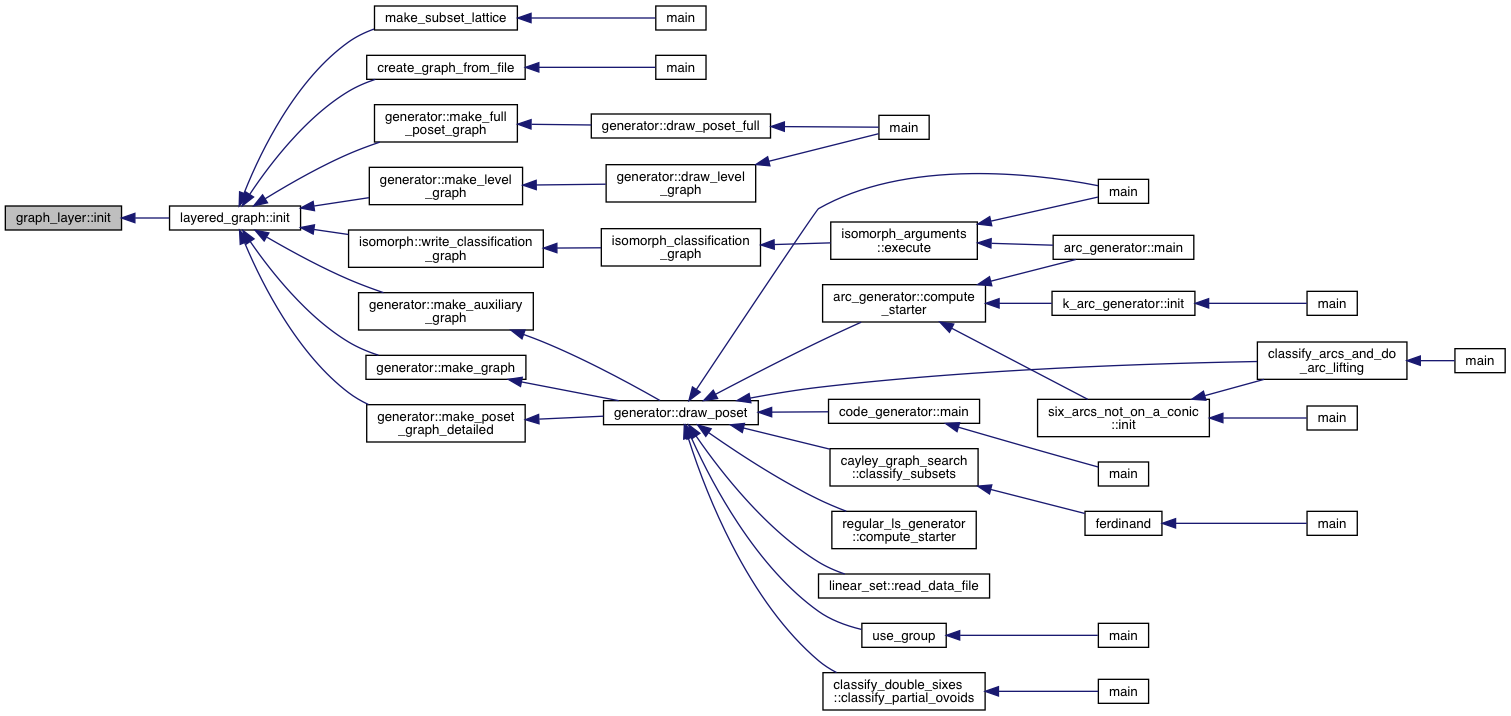 make_subset_lattice
main
create_graph_from_file
main
generator::make_full
_poset_graph
generator::draw_poset_full
main
generator::make_level
_graph
generator::draw_level
_graph
main
graph_layer::init
layered_graph::init
isomorph::write_classification
_graph
isomorph_classification
_graph
isomorph_arguments
::execute
arc_generator::main
generator::make_auxiliary
_graph
arc_generator::compute
_starter
k_arc_generator::init
main
generator::make_graph
classify_arcs_and_do
_arc_lifting
main
generator::make_poset
_graph_detailed
generator::draw_poset
code_generator::main
six_arcs_not_on_a_conic
::init
main
cayley_graph_search
::classify_subsets
main
regular_ls_generator
::compute_starter
ferdinand
main
linear_set::read_data_file
use_group
main
classify_double_sixes
::classify_partial_ovoids
main